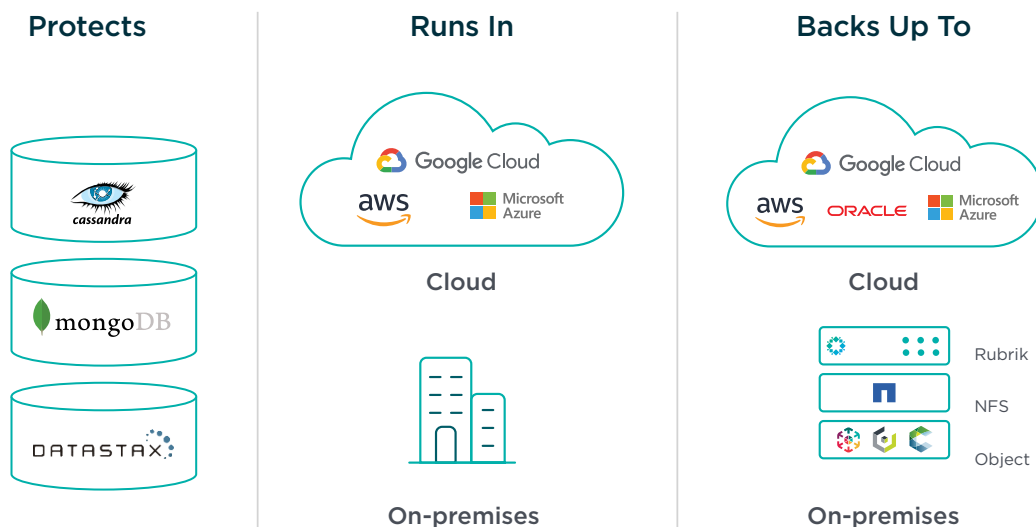 Protects
Runs In
Backs Up To
cassandra
mongoDB
DATASTAX
Google Cloud
aws
Microsoft
Azure
Cloud
On-premises
Google Cloud
aws
ORACLE
Microsoft
Azure
Cloud
Rubrik
NFS
Object
On-premises